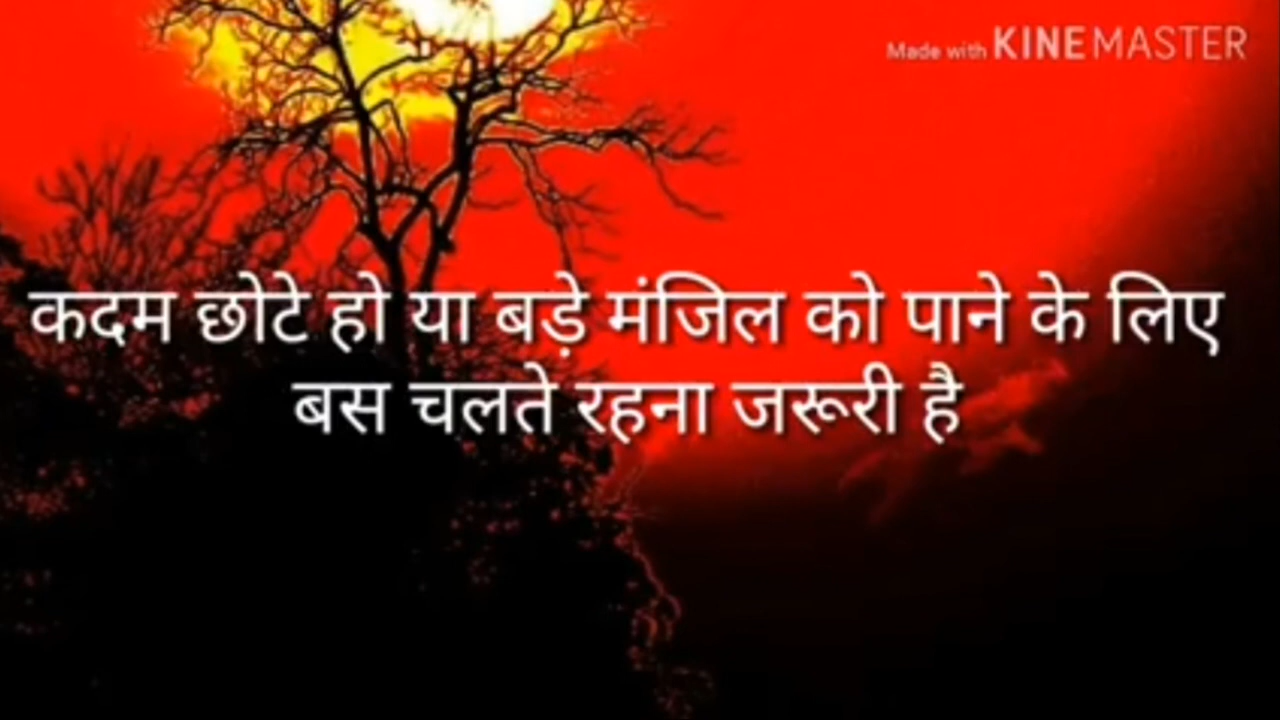 Made with KINEMASTER
कदम छोटे हो या बड़े मंजिल को पाने के लिए
बस चलते रहना जरूरी है